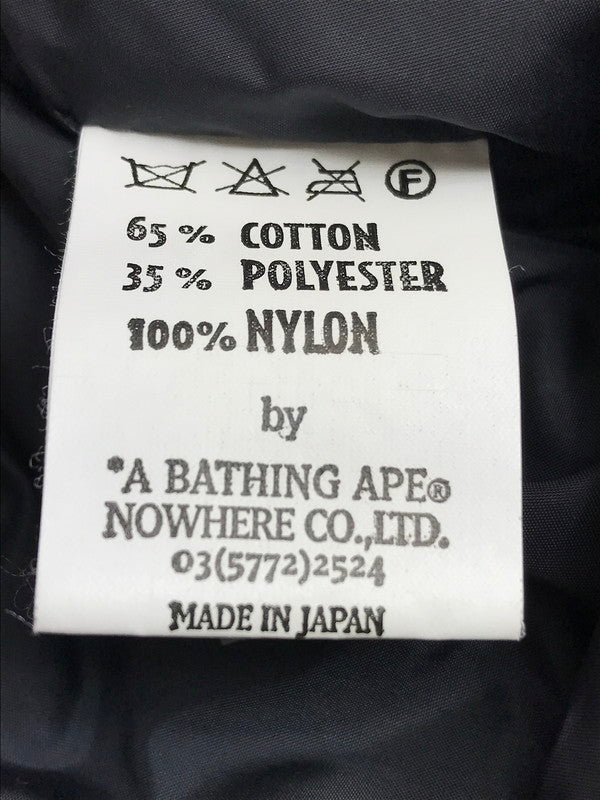 F
65% COTTON
35% POLYESTER
100% NYLON
by
*A BATHING APE®
NOWHERE CO.,LTD.
03(5772)2524
MADE IN JAPAN